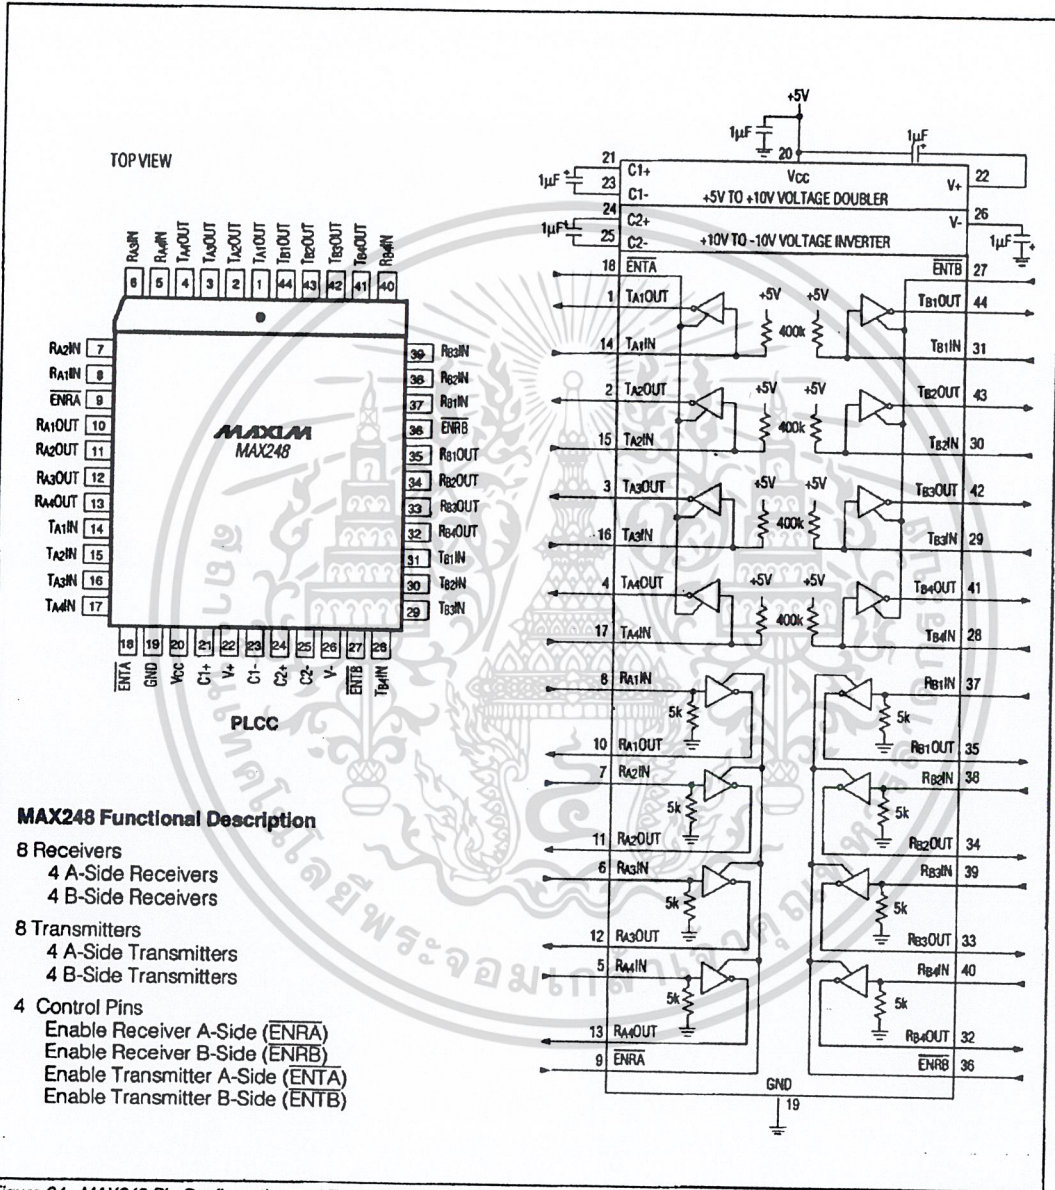 TOP VIEW
RA3IN
RA4IN
TA4OUT
TA3OUT
TA2OUT
TA1OUT
TB1OUT
RB2OUT
TB3OUT
TB4OUT
RB4IN
6 5 4 3 2 1 44 43 42 41 40
RA2IN 7
RA1IN 8
ENRA 9
RA1OUT 10
RA2OUT 11
RA3OUT 12
RA4OUT 13
TA1IN 14
TA2IN 15
TA3IN 16
TA4IN 17
MAXIM
MAX248
39 RB3IN
38 RB2IN
37 RB1IN
36 ENRB
35 RB1OUT
34 RB2OUT
33 RB3OUT
32 RB4OUT
31 TB1IN
30 TB2IN
29 TB3IN
18 19 20 21 22 23 24 25 26 27 28
ENTA
GND
VCC
C1+
V+
C1-
C2+
C2-
V-
ENTB
TB4IN
PLCC
MAX248 Functional Description
8 Receivers
4 A-Side Receivers
4 B-Side Receivers
8 Transmitters
4 A-Side Transmitters
4 B-Side Transmitters
4 Control Pins
Enable Receiver A-Side (ENRA)
Enable Receiver B-Side (ENRB)
Enable Transmitter A-Side (ENTA)
Enable Transmitter B-Side (ENTB)
+5V
1µF 1µF
20
VCC
21 C1+
1µF
23 C1-
+5V TO +10V VOLTAGE DOUBLER
V+ 22
24 C2+
1µF
25 C2-
+10V TO -10V VOLTAGE INVERTER
V- 26
1µF
18 ENTA ENTB 27
1 TA1OUT +5V +5V TB1OUT 44
400k
14 TA1IN TB1IN 31
2 TA2OUT +5V +5V TB2OUT 43
400k
15 TA2IN TB2IN 30
3 TA3OUT +5V +5V TB3OUT 42
400k
16 TA3IN TB3IN 29
4 TA4OUT +5V +5V TB4OUT 41
400k
17 TA4IN TB4IN 28
8 RA1IN RB1IN 37
5k 5k
10 RA1OUT RB1OUT 35
7 RA2IN RB2IN 38
5k 5k
11 RA2OUT RB2OUT 34
6 RA3IN RB3IN 39
5k 5k
12 RA3OUT RB3OUT 33
5 RA4IN RB4IN 40
5k 5k
13 RA4OUT RB4OUT 32
9 ENRA ENRB 36
GND
19